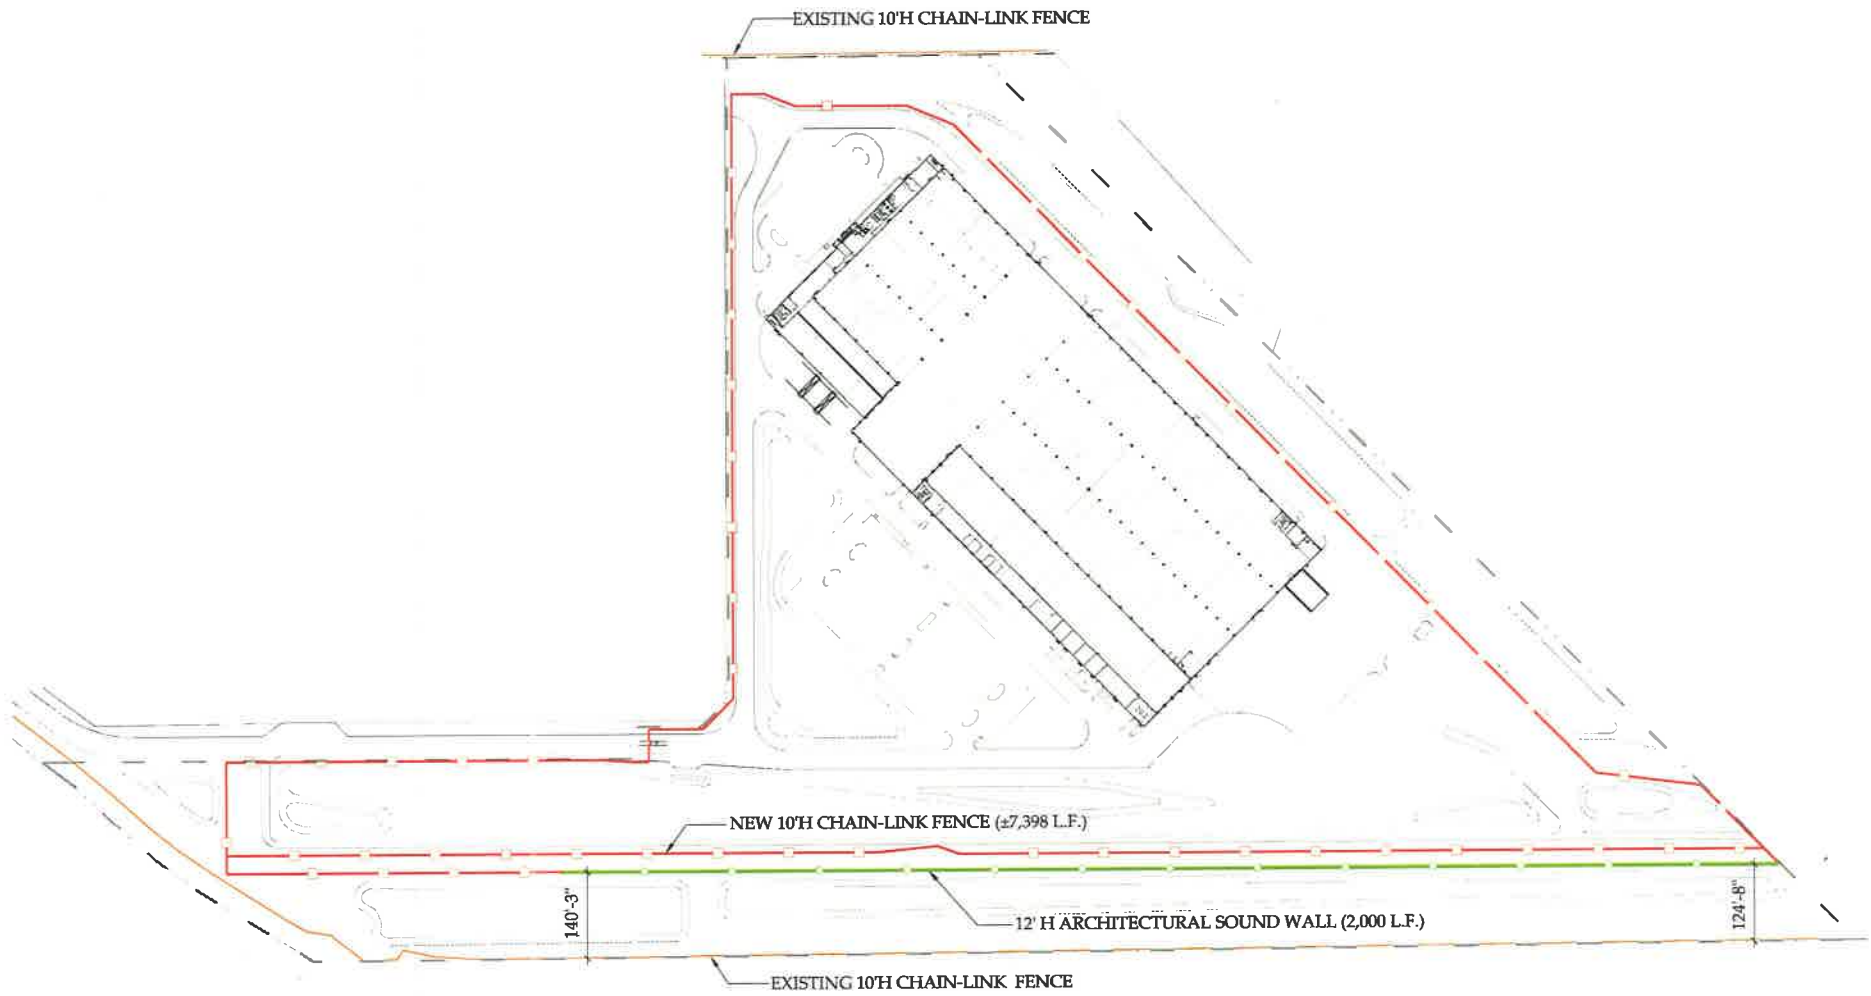 EXISTING 10'H CHAIN-LINK FENCE
NEW 10'H CHAIN-LINK FENCE (±7,398 L.F.)
140'-3"
12' H ARCHITECTURAL SOUND WALL (2,000 L.F.)
124'-8"
EXISTING 10'H CHAIN-LINK FENCE